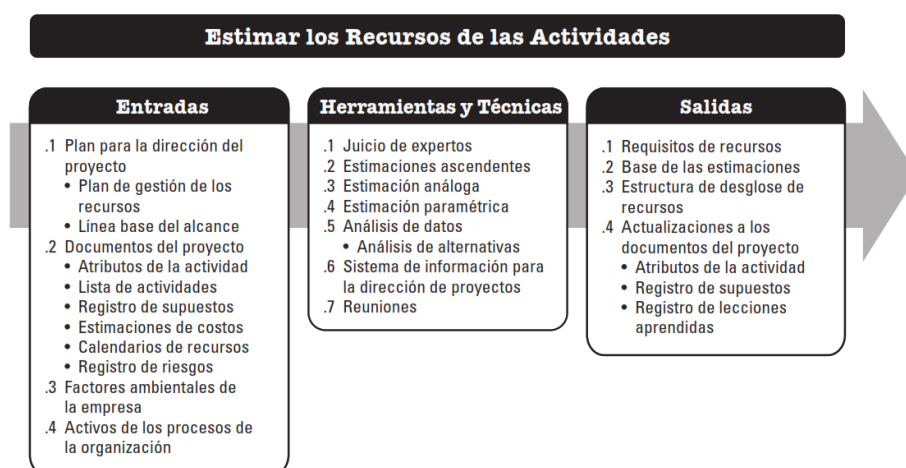 Estimar los Recursos de las Actividades
Entradas
.1 Plan para la dirección del
proyecto
• Plan de gestión de los
recursos
• Línea base del alcance
.2 Documentos del proyecto
• Atributos de la actividad
• Lista de actividades
• Registro de supuestos
• Estimaciones de costos
• Calendarios de recursos
• Registro de riesgos
.3 Factores ambientales de
la empresa
.4 Activos de los procesos de
la organización
Herramientas y Técnicas
.1 Juicio de expertos
.2 Estimaciones ascendentes
.3 Estimación análoga
.4 Estimación paramétrica
.5 Análisis de datos
• Análisis de alternativas
.6 Sistema de información para
la dirección de proyectos
.7 Reuniones
Salidas
.1 Requisitos de recursos
.2 Base de las estimaciones
.3 Estructura de desglose de
recursos
.4 Actualizaciones a los
documentos del proyecto
• Atributos de la actividad
• Registro de supuestos
• Registro de lecciones
aprendidas